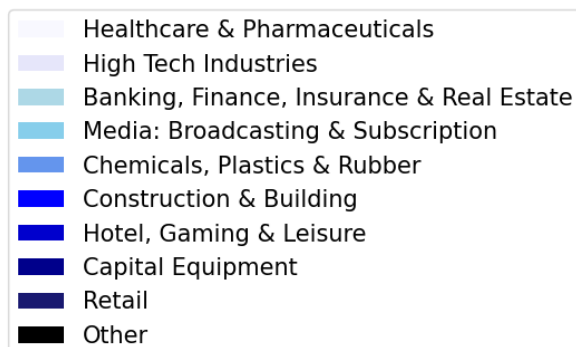 Healthcare & Pharmaceuticals
High Tech Industries
Banking, Finance, Insurance & Real Estate
Media: Broadcasting & Subscription
Chemicals, Plastics & Rubber
Construction & Building
Hotel, Gaming & Leisure
Capital Equipment
Retail
Other